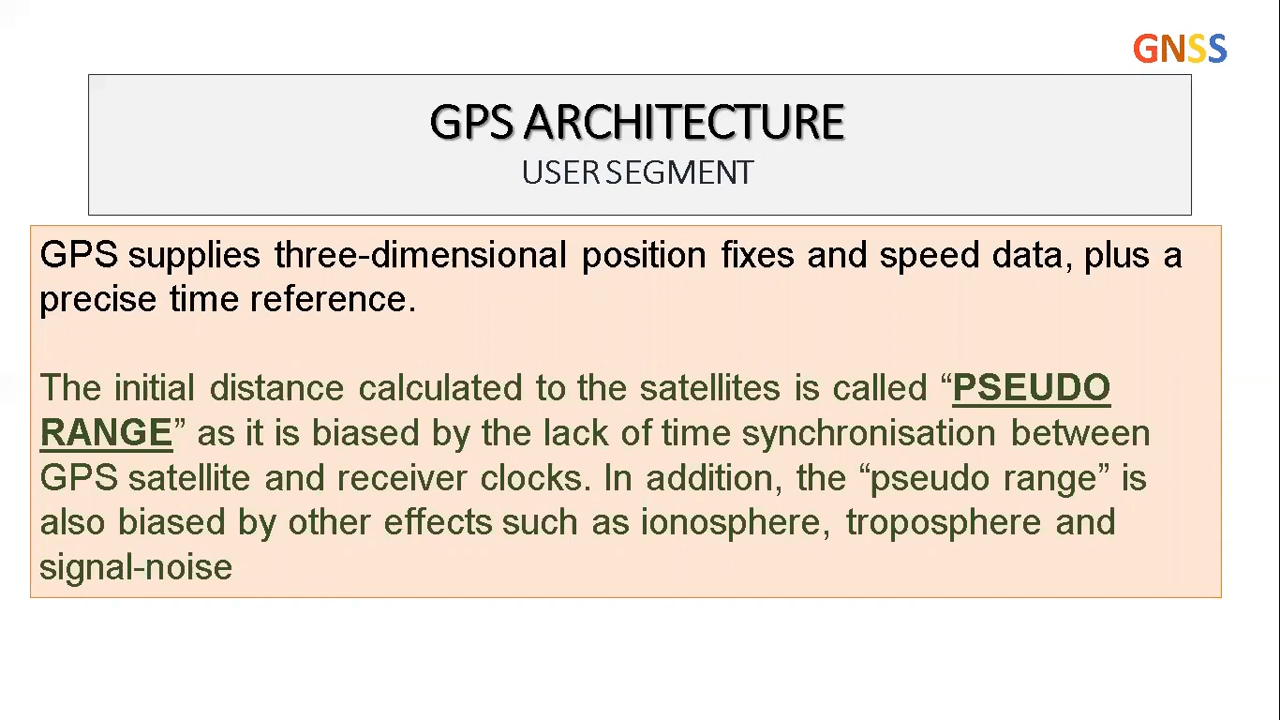 GNSS
GPS ARCHITECTURE
USER SEGMENT
GPS supplies three-dimensional position fixes and speed data, plus a
precise time reference.
The initial distance calculated to the satellites is called “PSEUDO
RANGE” as it is biased by the lack of time synchronisation between
GPS satellite and receiver clocks. In addition, the “pseudo range” is
also biased by other effects such as ionosphere, troposphere and
signal-noise